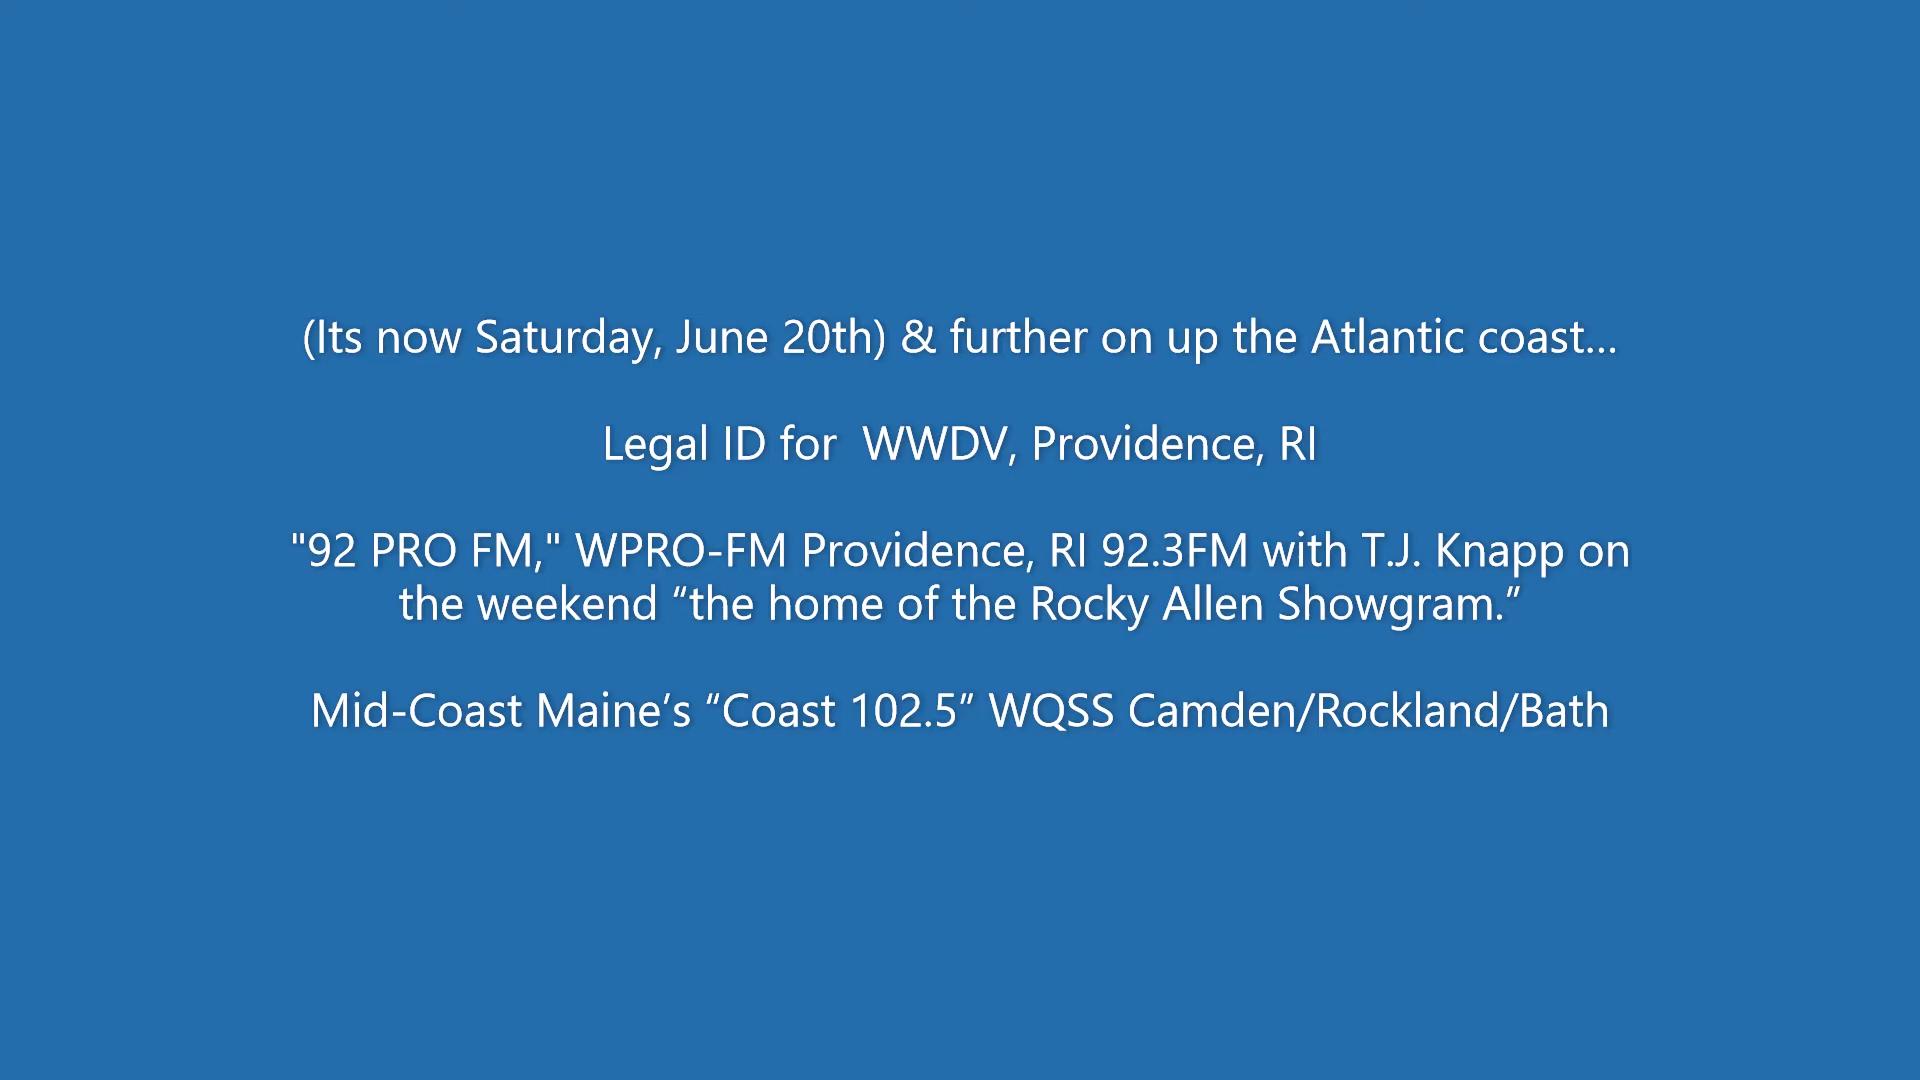 (Its now Saturday, June 20th) & further on up the Atlantic coast...
Legal ID for  WWDV, Providence, RI
"92 PRO FM," WPRO-FM Providence, RI 92.3FM with T.J. Knapp on
the weekend “the home of the Rocky Allen Showgram.”
Mid-Coast Maine’s “Coast 102.5” WQSS Camden/Rockland/Bath